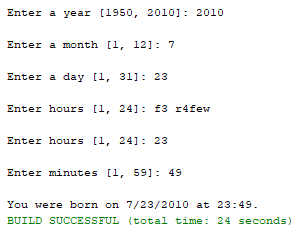 Enter a year [1950, 2010]: 2010
Enter a month [1, 12]: 7
Enter a day [1, 31]: 23
Enter hours [1, 24]: f3 r4few
Enter hours [1, 24]: 23
Enter minutes [1, 59]: 49
You were born on 7/23/2010 at 23:49.
BUILD SUCCESSFUL (total time: 24 seconds)